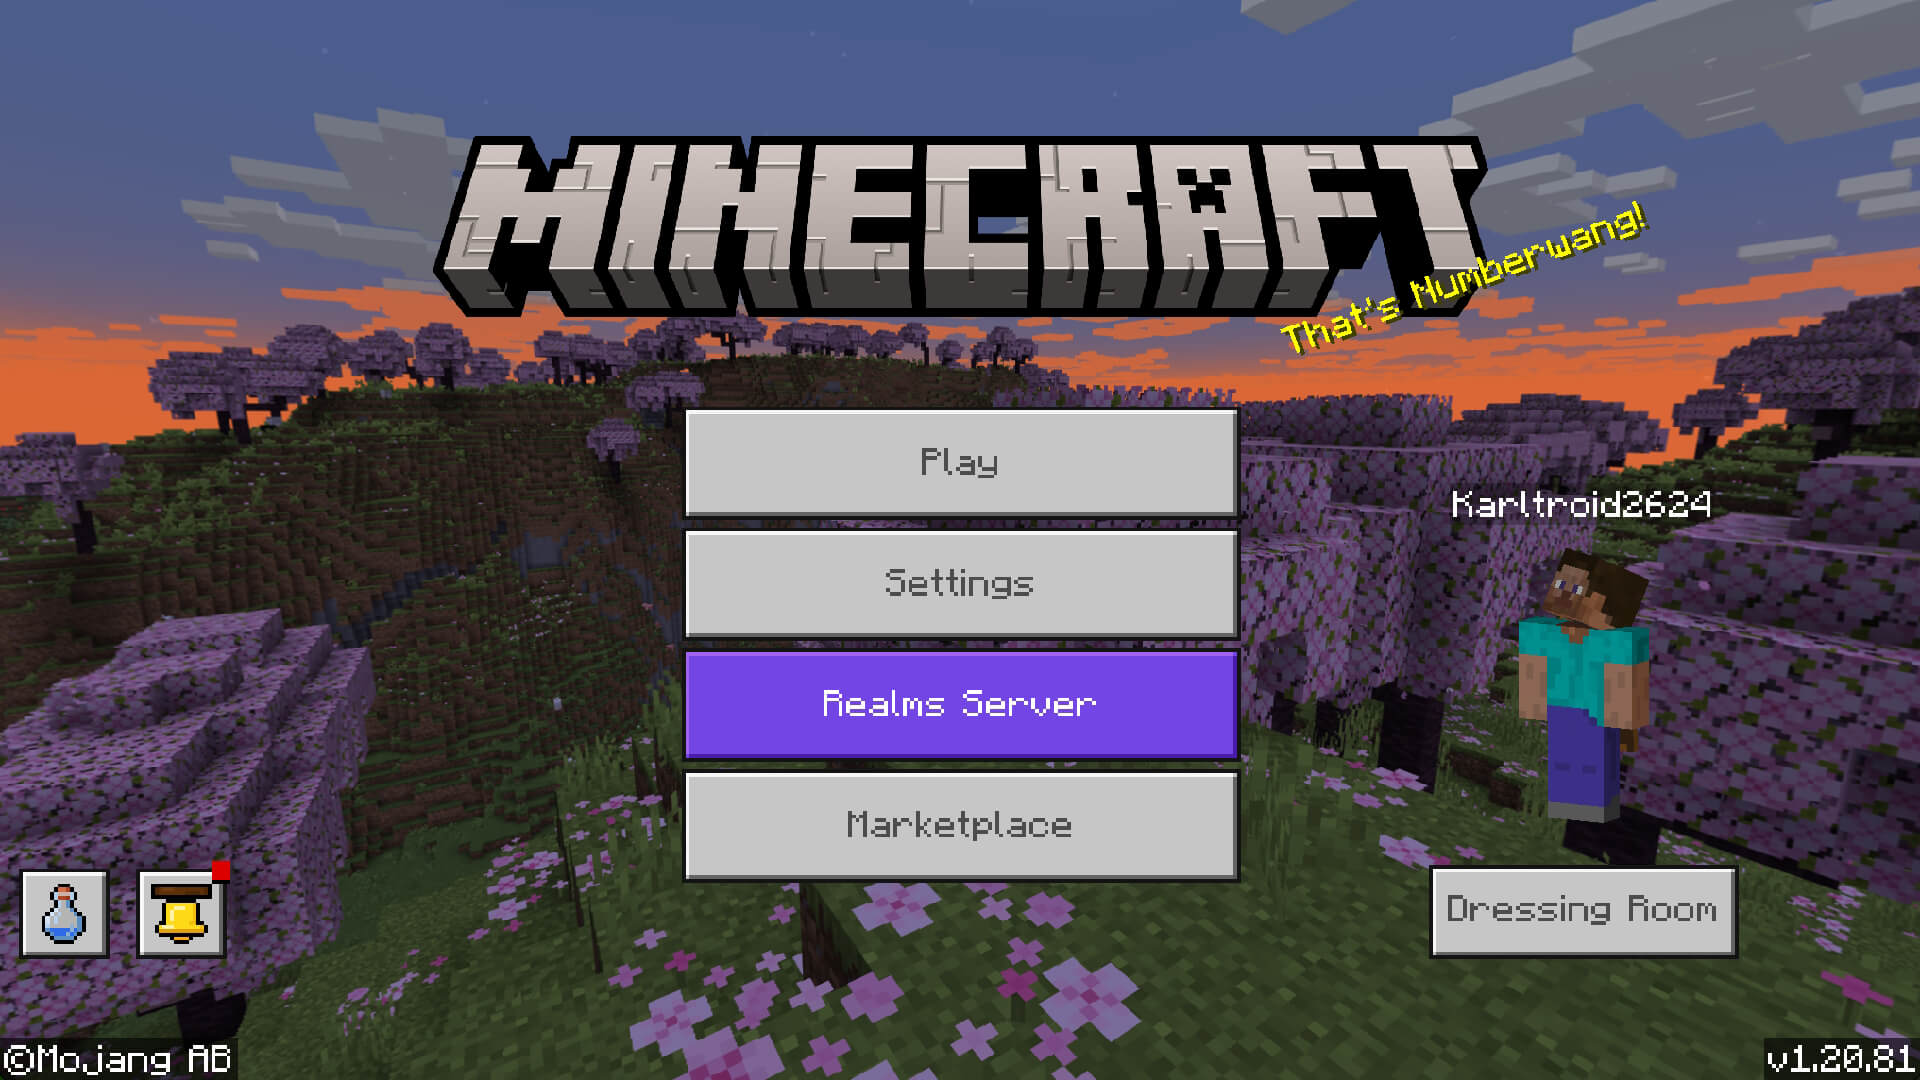 MINECRAFT
That's Numberwang!
Play
Settings
Realms Server
Marketplace
Karltroid2624
Dressing Room
©Mojang AB
v1.20.81